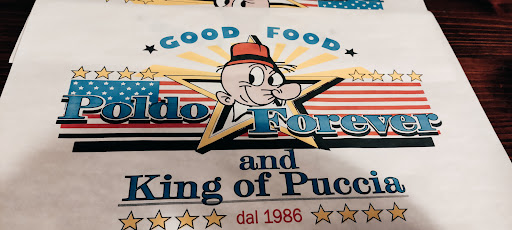 GOOD FOOD
Poldo Forever
and
King of Puccia
dal 1986